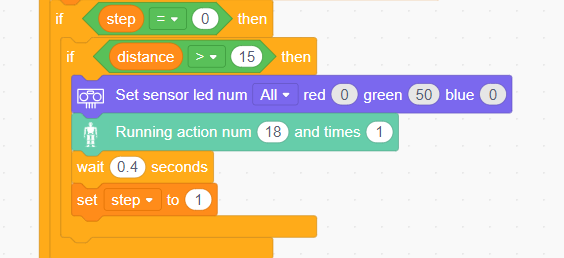 if step = 0 then
if distance > 15 then
Set sensor led num All red 0 green 50 blue 0
Running action num 18 and times 1
wait 0.4 seconds
set step to 1